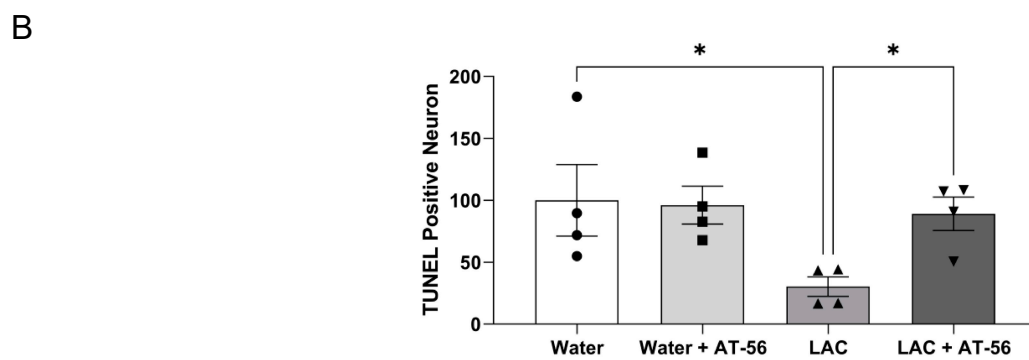 B
* *
200
150
100
50
0
TUNEL Positive Neuron
Water Water + AT-56 LAC LAC + AT-56